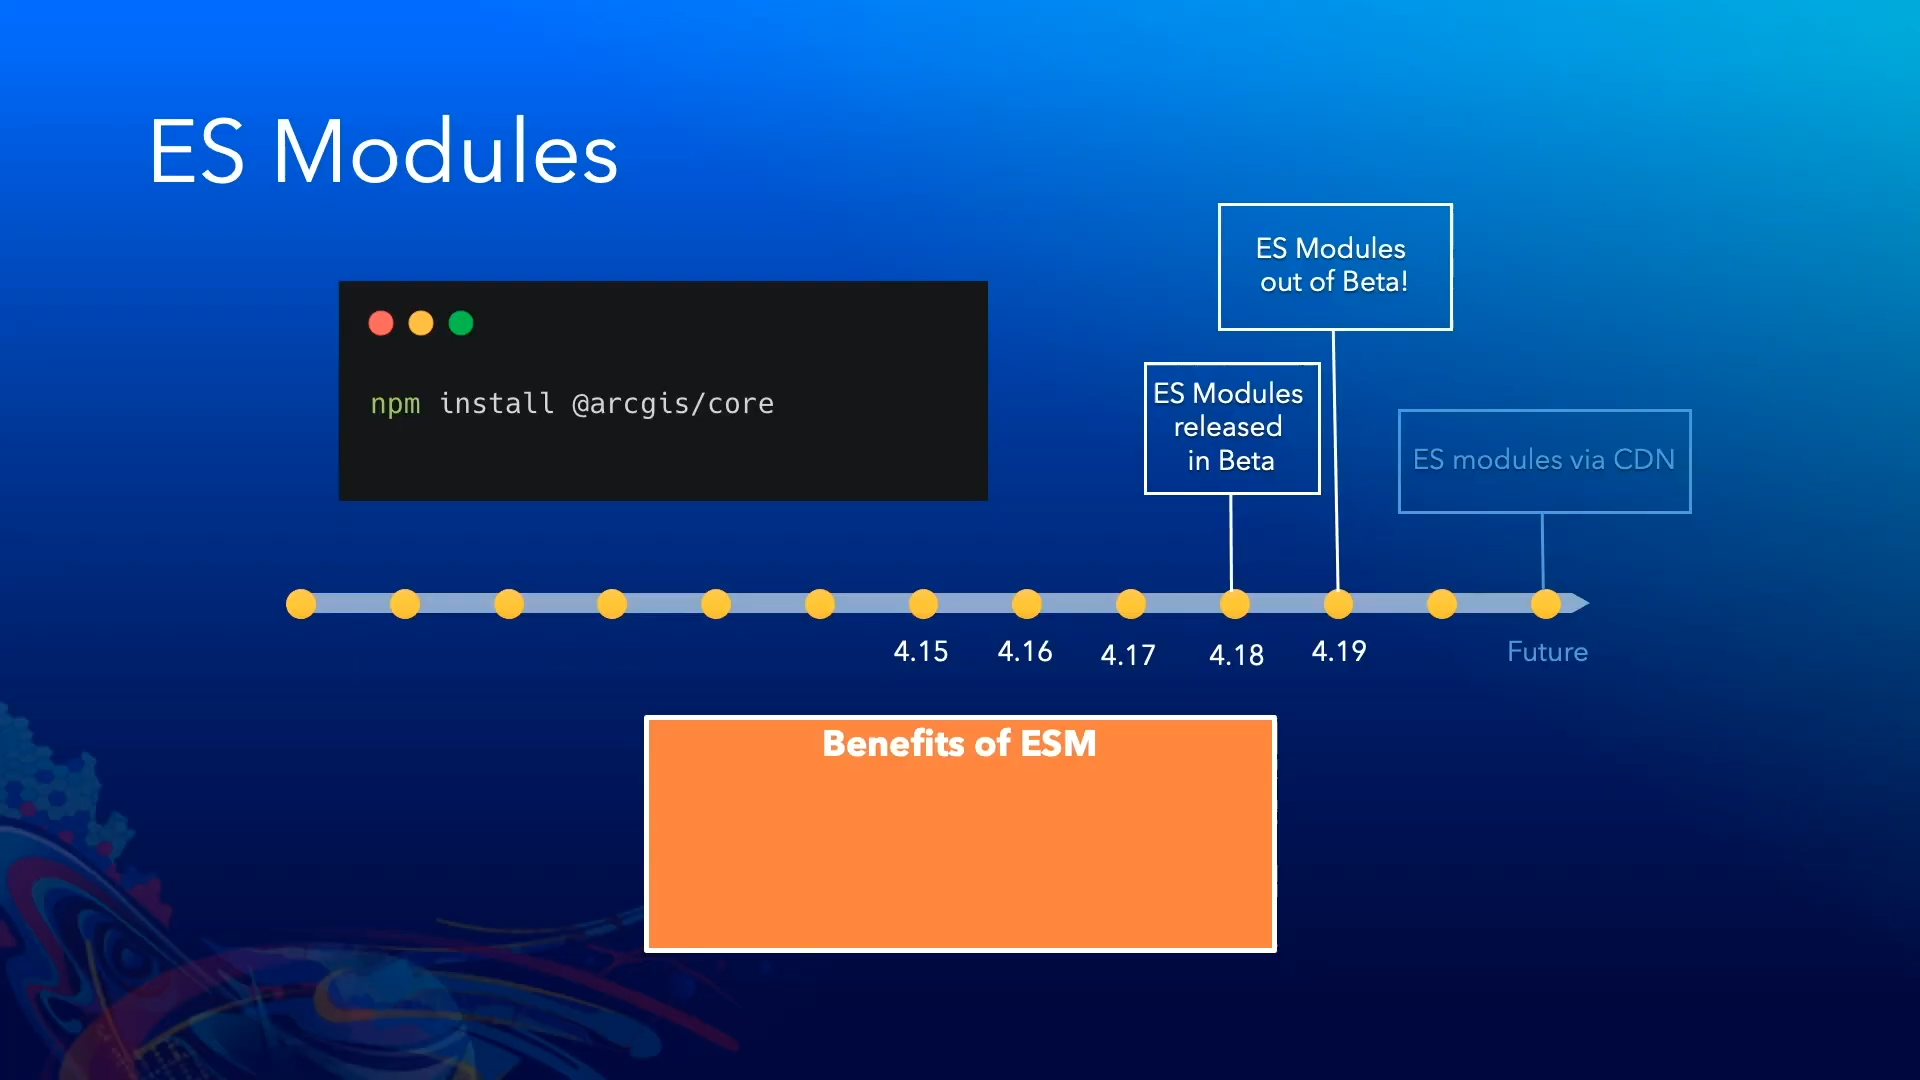 ES Modules
ES Modules
out of Beta!
npm install @arcgis/core
ES Modules
released
in Beta
ES modules via CDN
4.15
4.16
4.17
4.18
4.19
Future
Benefits of ESM